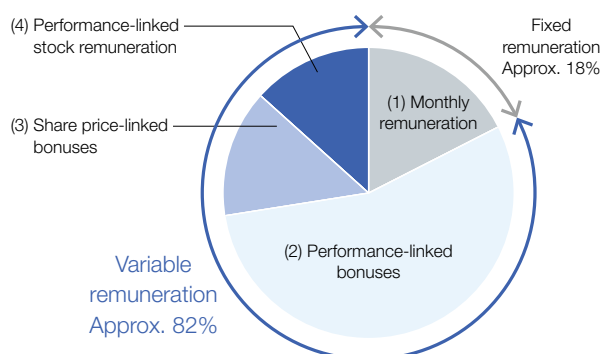 (4) Performance-linked
stock remuneration
Fixed
remuneration
Approx. 18%
(1) Monthly
remuneration
(3) Share price-linked
bonuses
(2) Performance-linked
bonuses
Variable
remuneration
Approx. 82%